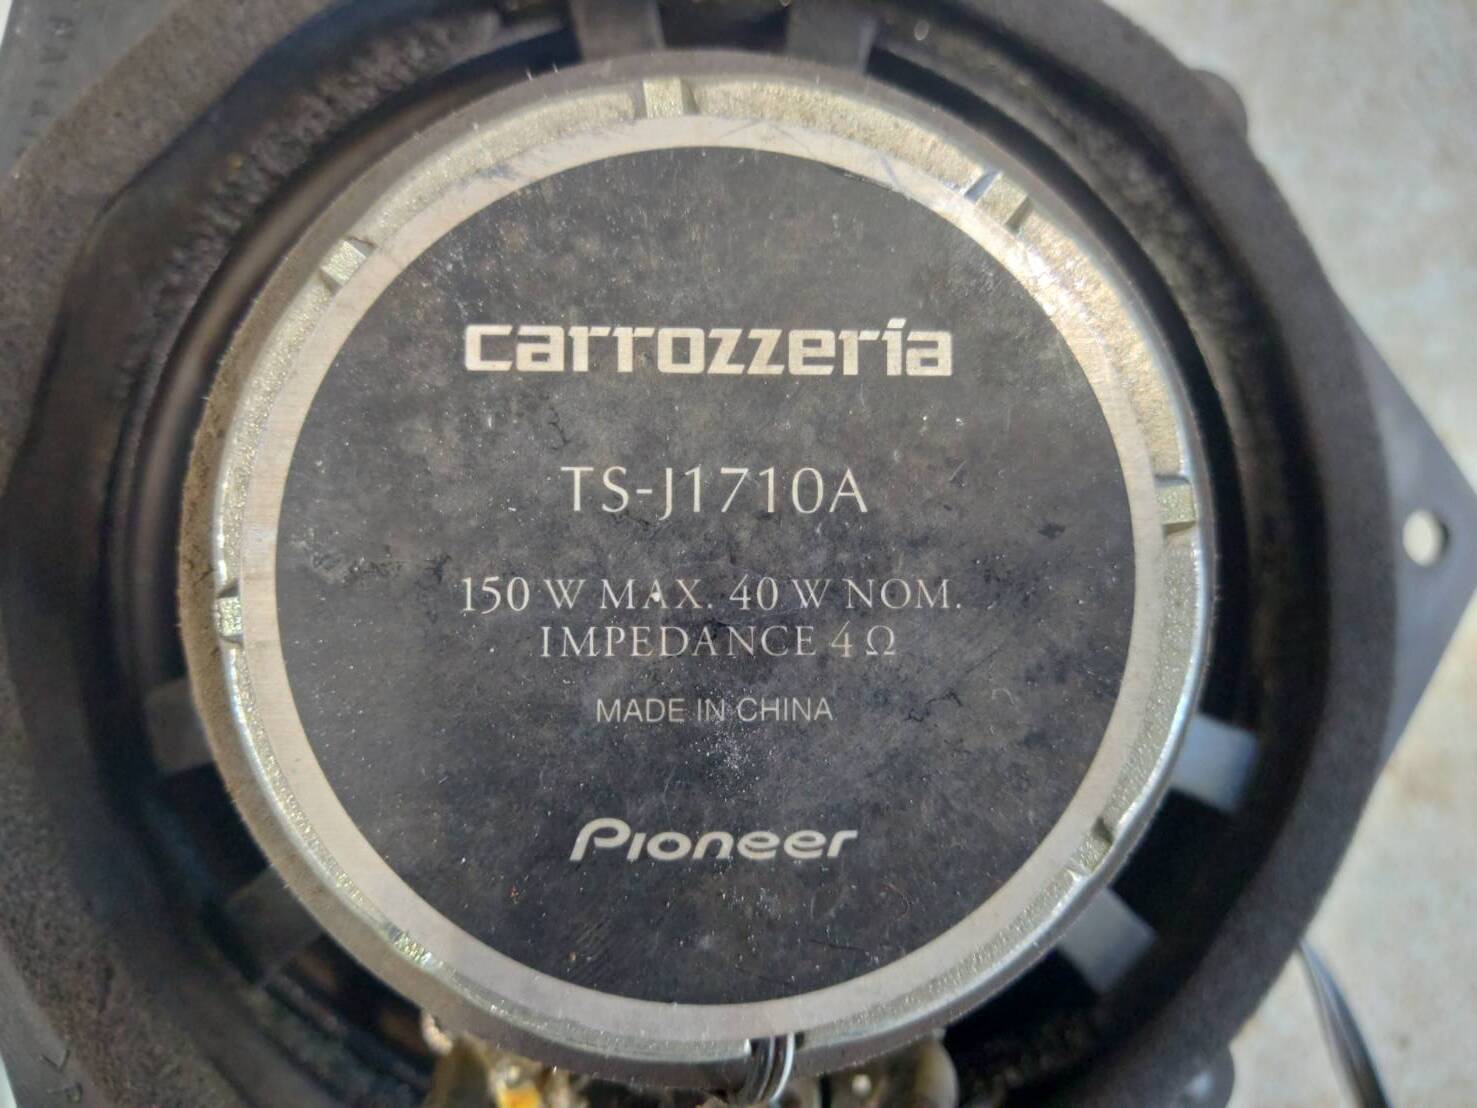 carrozzeria
TS-J1710A
150 W MAX. 40 W NOM.
IMPEDANCE 4 Ω
MADE IN CHINA
Pioneer